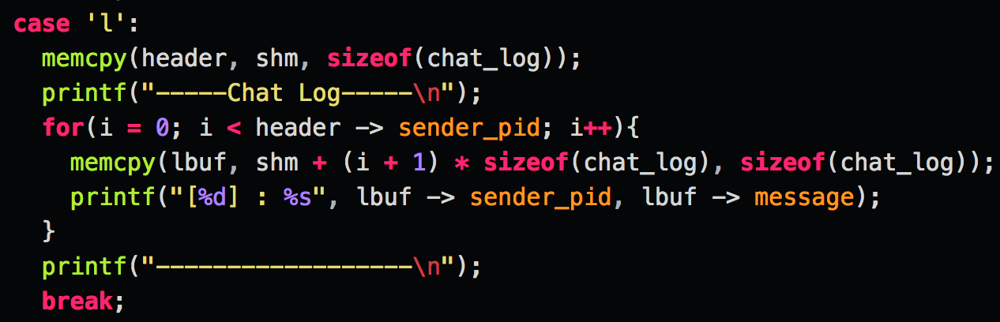 case 'l':
memcpy(header, shm, sizeof(chat_log));
printf("-----Chat Log-----\n");
for(i = 0; i < header -> sender_pid; i++){
memcpy(lbuf, shm + (i + 1) * sizeof(chat_log), sizeof(chat_log));
printf("[%d] : %s", lbuf -> sender_pid, lbuf -> message);
}
printf("------------------\n");
break;